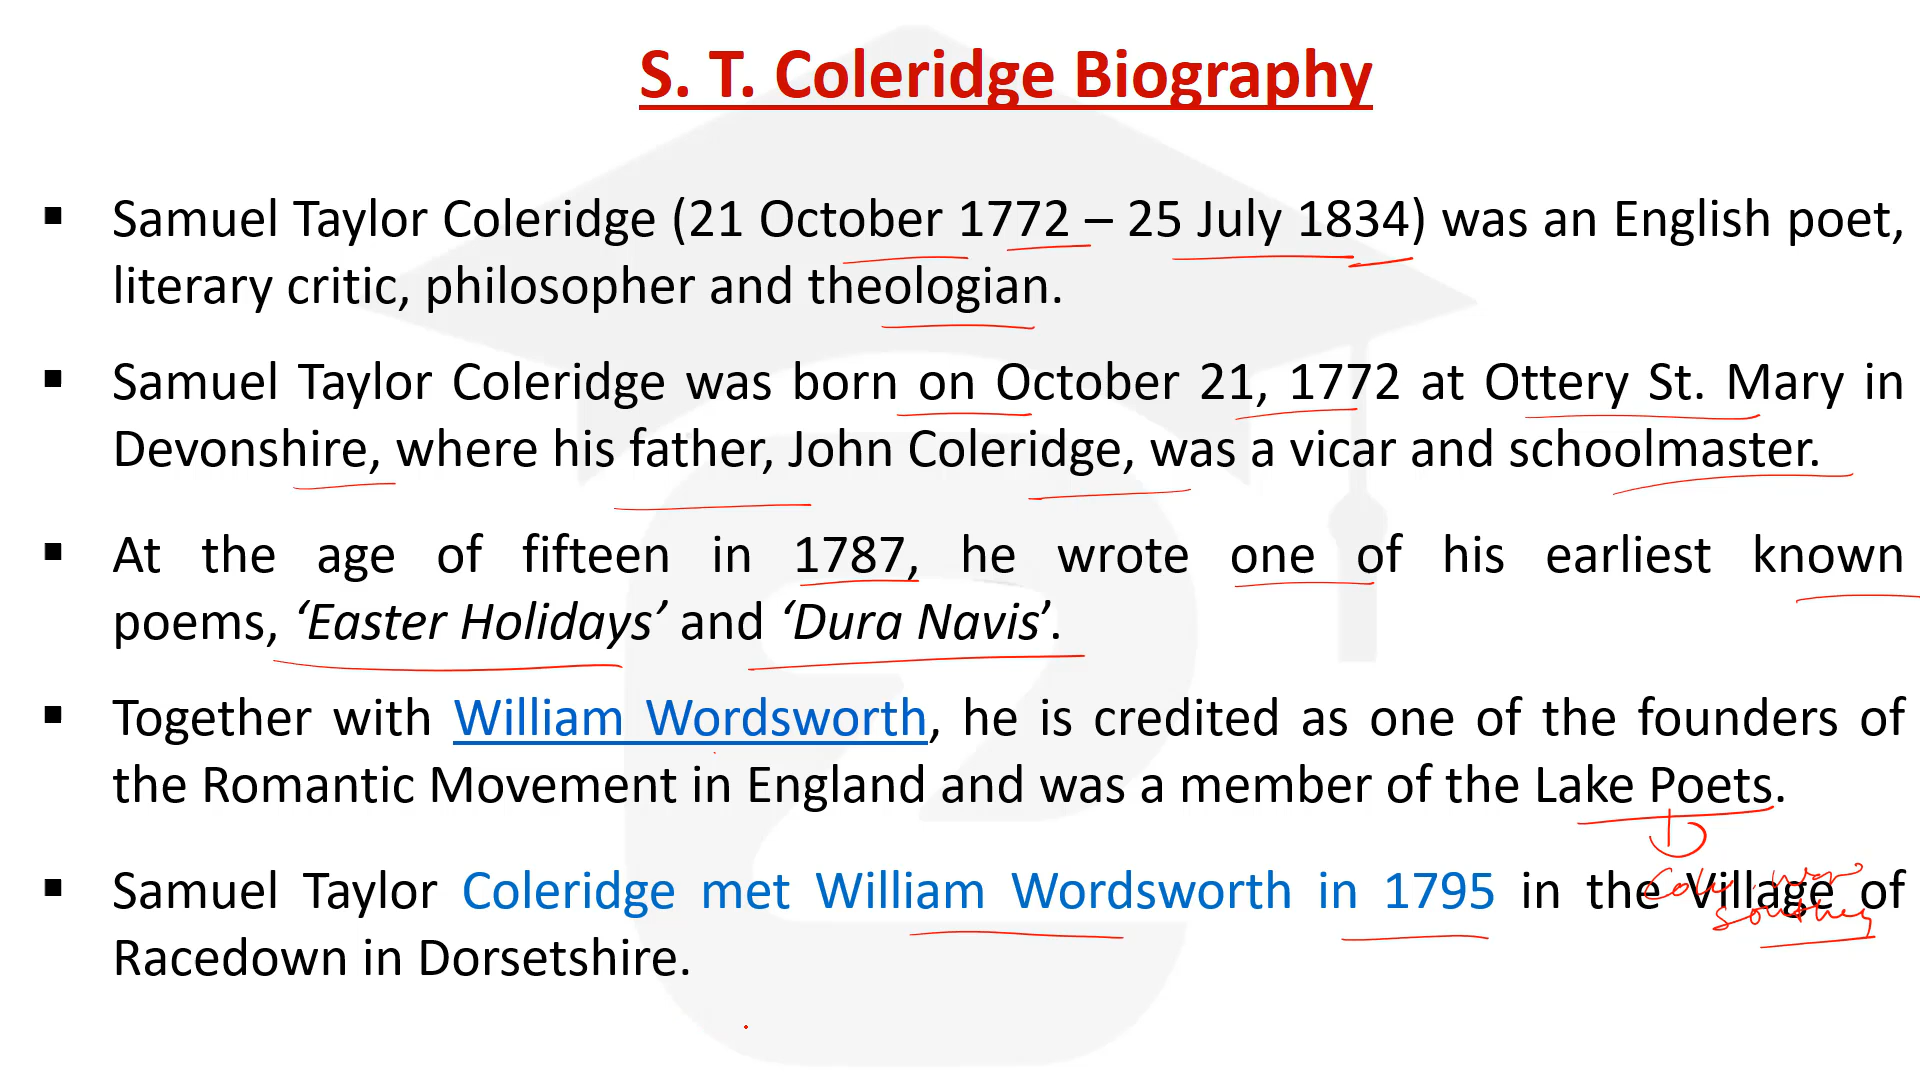 S. T. Coleridge Biography
▪ Samuel Taylor Coleridge (21 October 1772 – 25 July 1834) was an English poet,
literary critic, philosopher and theologian.
▪ Samuel Taylor Coleridge was born on October 21, 1772 at Ottery St. Mary in
Devonshire, where his father, John Coleridge, was a vicar and schoolmaster.
▪ At the age of fifteen in 1787, he wrote one of his earliest known
poems, ‘Easter Holidays’ and ‘Dura Navis’.
▪ Together with William Wordsworth, he is credited as one of the founders of
the Romantic Movement in England and was a member of the Lake Poets.
▪ Samuel Taylor Coleridge met William Wordsworth in 1795 in the Village of
Southey
Racedown in Dorsetshire.